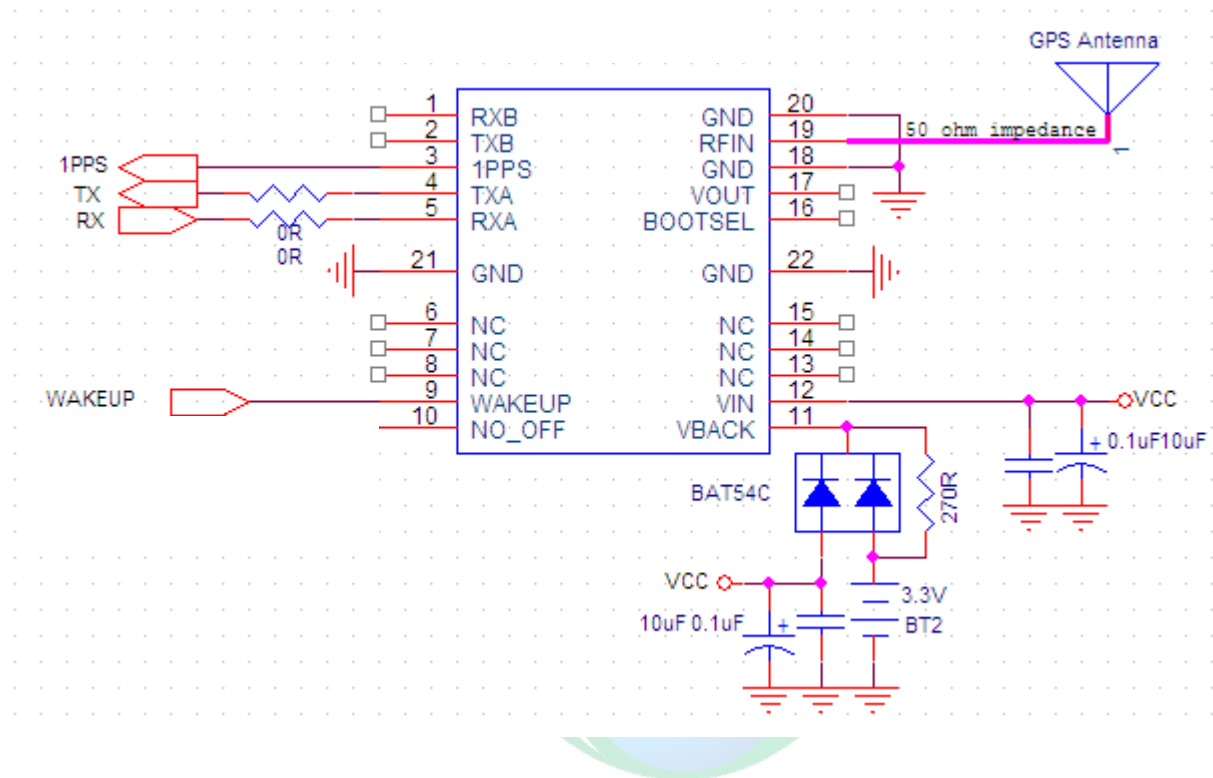 GPS Antenna
50 ohm impedance
1
1 RXB
2 TXB
1PPS 3 1PPS
TX 4 TXA
RX 5 RXA
0R
0R
21 GND
6 NC
7 NC
8 NC
WAKEUP 9 WAKEUP
10 NO_OFF
GND 20
RFIN 19
GND 18
VOUT 17
BOOTSEL 16
GND 22
NC 15
NC 14
NC 13
VIN 12
VBACK 11
VCC
+ 0.1uF10uF
BAT54C
270R
VCC
10uF 0.1uF +
3.3V
BT2